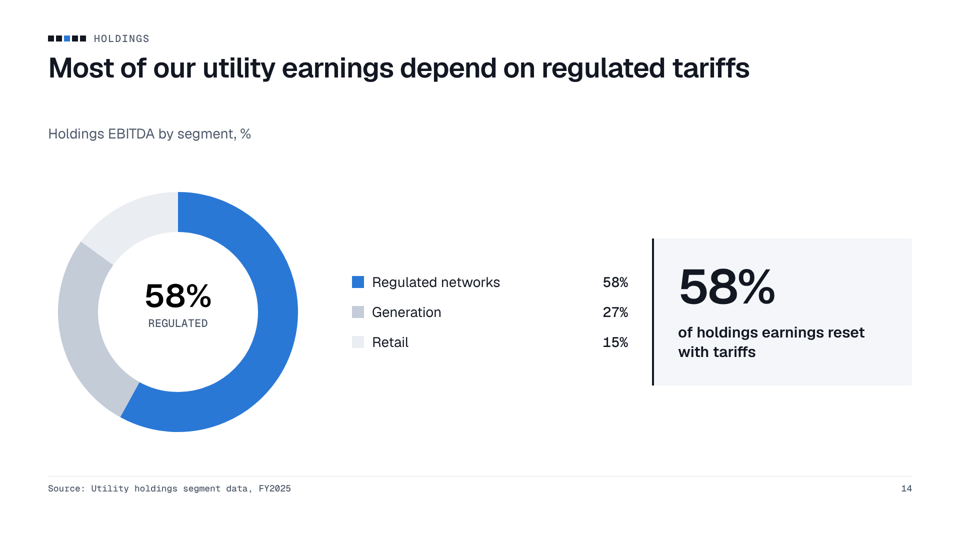 HOLDINGS
Most of our utility earnings depend on regulated tariffs
Holdings EBITDA by segment, %
58%
REGULATED
Regulated networks 58%
Generation 27%
Retail 15%
58%
of holdings earnings reset
with tariffs
Source: Utility holdings segment data, FY2025
14